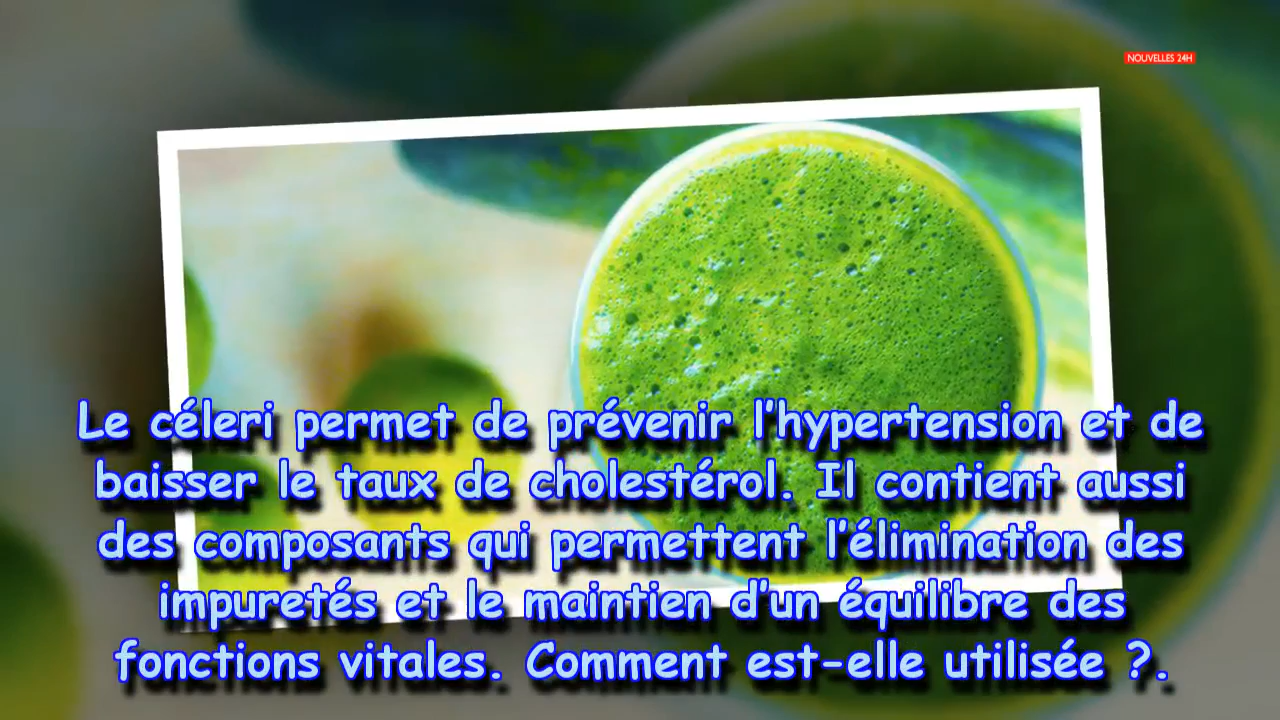 NOUVELLES 24H
Le céleri permet de prévenir l'hypertension et de
baisser le taux de cholestérol. Il contient aussi
des composants qui permettent l'élimination des
impuretés et le maintien d'un équilibre des
fonctions vitales. Comment est-elle utilisée ?.